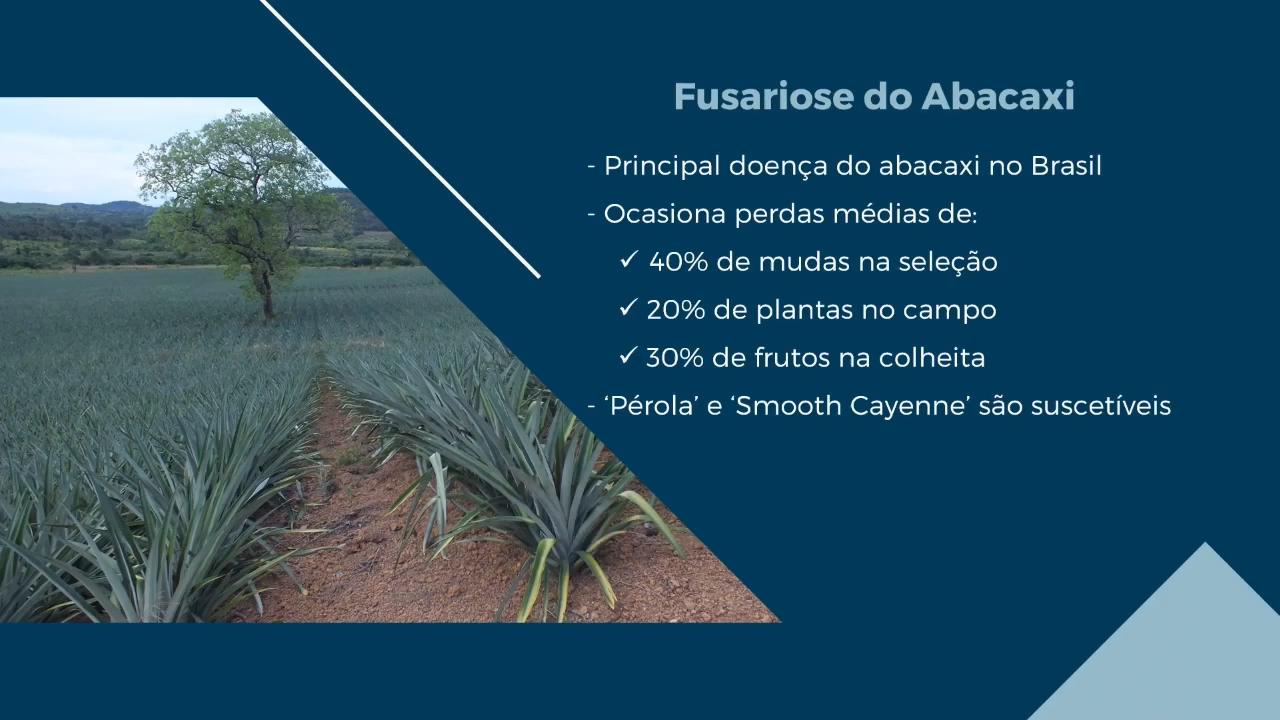 Fusariose do Abacaxi
- Principal doença do abacaxi no Brasil
- Ocasiona perdas médias de:
✓ 40% de mudas na seleção
✓ 20% de plantas no campo
✓ 30% de frutos na colheita
- ‘Pérola’ e ‘Smooth Cayenne’ são suscetíveis